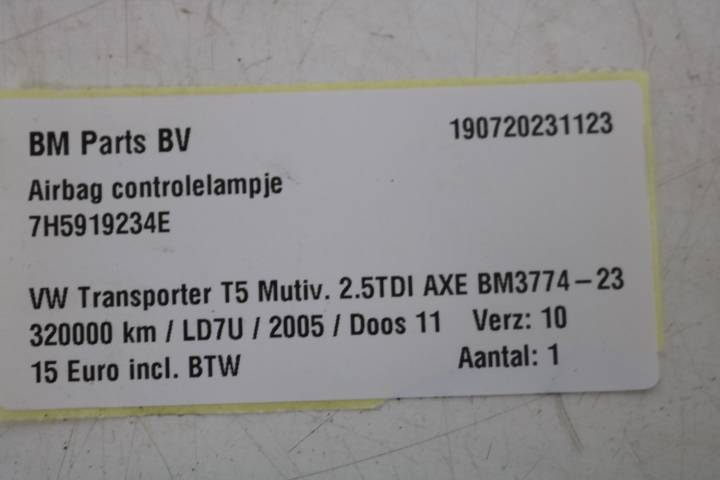 BM Parts BV 190720231123
Airbag controlelampje
7H5919234E
VW Transporter T5 Mutiv. 2.5TDI AXE BM3774-23
320000 km / LD7U / 2005 / Doos 11 Verz: 10
15 Euro incl. BTW Aantal: 1